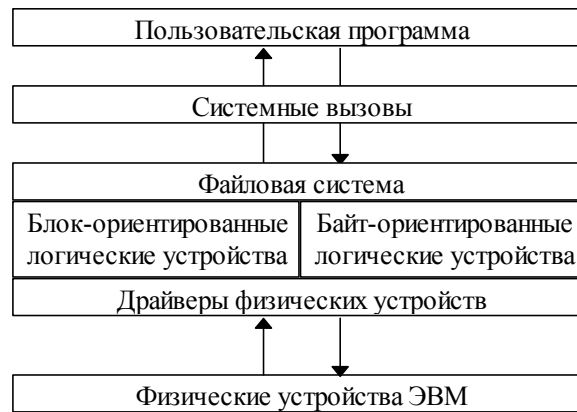 Пользовательская программа
Системные вызовы
Файловая система
Блок-ориентированные
логические устройства
Байт-ориентированные
логические устройства
Драйверы физических устройств
Физические устройства ЭВМ